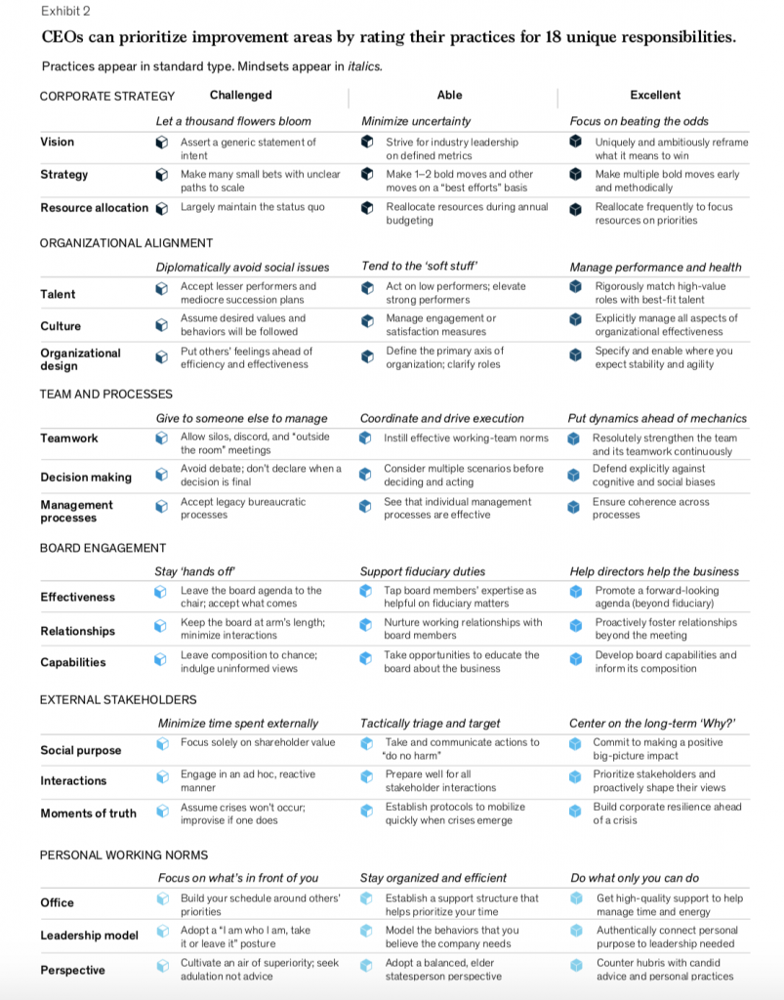 Exhibit 2
CEOs can prioritize improvement areas by rating their practices for 18 unique responsibilities.
Practices appear in standard type. Mindsets appear in italics.
CORPORATE STRATEGY
Challenged
Able
Excellent
Let a thousand flowers bloom
Minimize uncertainty
Focus on beating the odds
Vision
Assert a generic statement of
intent
Strive for industry leadership
on defined metrics
Uniquely and ambitiously reframe
what it means to win
Strategy
Make many small bets with unclear
paths to scale
Make 1–2 bold moves and other
moves on a “best efforts” basis
Make multiple bold moves early
and methodically
Resource allocation
Largely maintain the status quo
Reallocate resources during annual
budgeting
Reallocate frequently to focus
resources on priorities
ORGANIZATIONAL ALIGNMENT
Diplomatically avoid social issues
Tend to the ‘soft stuff’
Manage performance and health
Talent
Accept lesser performers and
mediocre succession plans
Act on low performers; elevate
strong performers
Rigorously match high-value
roles with best-fit talent
Culture
Assume desired values and
behaviors will be followed
Manage engagement or
satisfaction measures
Explicitly manage all aspects of
organizational effectiveness
Organizational
design
Put others’ feelings ahead of
efficiency and effectiveness
Define the primary axis of
organization; clarify roles
Specify and enable where you
expect stability and agility
TEAM AND PROCESSES
Give to someone else to manage
Coordinate and drive execution
Put dynamics ahead of mechanics
Teamwork
Allow silos, discord, and “outside
the room” meetings
Instill effective working-team norms
Resolutely strengthen the team
and its teamwork continuously
Decision making
Avoid debate; don’t declare when a
decision is final
Consider multiple scenarios before
deciding and acting
Defend explicitly against
cognitive and social biases
Management
processes
Accept legacy bureaucratic
processes
See that individual management
processes are effective
Ensure coherence across
processes
BOARD ENGAGEMENT
Stay ‘hands off’
Support fiduciary duties
Help directors help the business
Effectiveness
Leave the board agenda to the
chair; accept what comes
Tap board members’ expertise as
helpful on fiduciary matters
Promote a forward-looking
agenda (beyond fiduciary)
Relationships
Keep the board at arm’s length;
minimize interactions
Nurture working relationships with
board members
Proactively foster relationships
beyond the meeting
Capabilities
Leave composition to chance;
indulge uninformed views
Take opportunities to educate the
board about the business
Develop board capabilities and
inform its composition
EXTERNAL STAKEHOLDERS
Minimize time spent externally
Tactically triage and target
Center on the long-term ‘Why?’
Social purpose
Focus solely on shareholder value
Take and communicate actions to
“do no harm”
Commit to making a positive
big-picture impact
Interactions
Engage in an ad hoc, reactive
manner
Prepare well for all
stakeholder interactions
Prioritize stakeholders and
proactively shape their views
Moments of truth
Assume crises won’t occur;
improvise if one does
Establish protocols to mobilize
quickly when crises emerge
Build corporate resilience ahead
of a crisis
PERSONAL WORKING NORMS
Focus on what’s in front of you
Stay organized and efficient
Do what only you can do
Office
Build your schedule around others’
priorities
Establish a support structure that
helps prioritize your time
Get high-quality support to help
manage time and energy
Leadership model
Adopt a “I am who I am, take
it or leave it” posture
Model the behaviors that you
believe the company needs
Authentically connect personal
purpose to leadership needed
Perspective
Cultivate an air of superiority; seek
adulation not advice
Adopt a balanced, elder
statesperson perspective
Counter hubris with candid
advice and personal practices